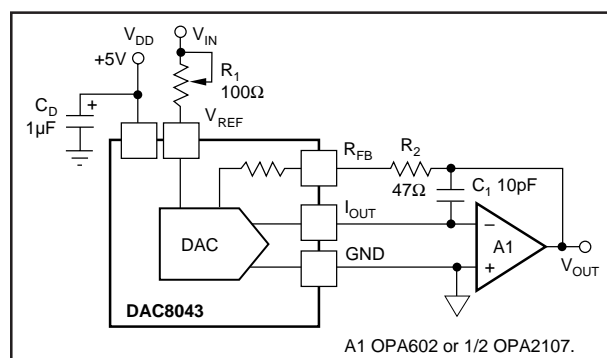 V_DD
+5V
V_IN
R_1
100Ω
C_D
1μF
+
V_REF
R_FB
R_2
47Ω
C_1 10pF
I_OUT
DAC
GND
−
+
A1
V_OUT
DAC8043
A1 OPA602 or 1/2 OPA2107.